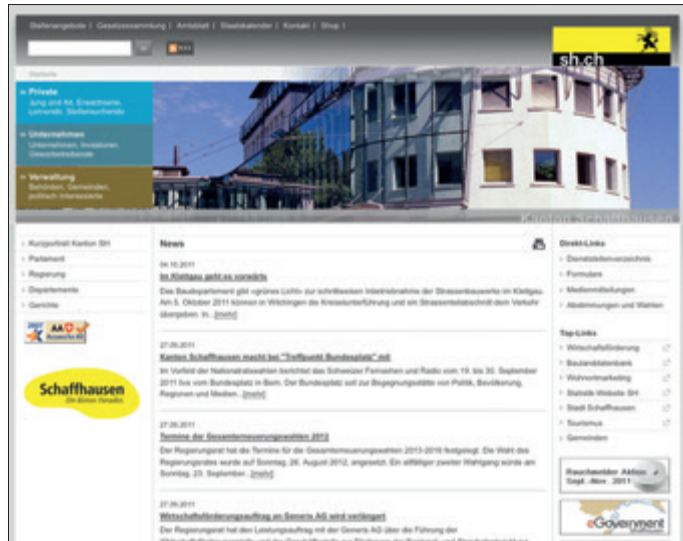 Stellenangebote | Gesetzessammlung | Amtsblatt | Staatskalender | Kontakt | Shop |
RSS
sh.ch
Startseite
» Private
Jung und Alt, Erwachsene,
Lernende, Stellensuchende
» Unternehmen
Unternehmen, Investoren,
Gewerbetreibende
» Verwaltung
Behörden, Gemeinden,
politisch Interessierte
Kanton Schaffhausen
› Kurzportrait Kanton SH
› Parlament
› Regierung
› Departemente
› Gerichte
2007
AA+
Schaffhausen
News
04.10.2011
Im Klettgau geht es vorwärts
Das Baudepartement gibt «grünes Licht» zur schrittweisen Inbetriebnahme der Strassenbauwerke im Klettgau.
Am 5. Oktober 2011 können in Wilchingen die Kreiselunterführung und ein Strassenteilabschnitt dem Verkehr
übergeben. In...[mehr]
27.09.2011
Kanton Schaffhausen macht bei "Treffpunkt Bundesplatz" mit
Im Vorfeld der Nationalratswahlen berichtet das Schweizer Fernsehen und Radio vom 19. bis 30. September
2011 live vom Bundesplatz in Bern. Der Bundesplatz soll zur Begegnungsstätte von Politik, Bevölkerung,
Regionen und Medien...[mehr]
27.09.2011
Termine der Gesamterneuerungswahlen 2012
Der Regierungsrat hat die Termine für die Gesamterneuerungswahlen 2013-2016 festgelegt. Die Wahl des
Regierungsrates wurde auf Sonntag, 26. August 2012, angesetzt. Ein allfälliger zweiter Wahlgang würde am
Sonntag, 23. September...[mehr]
27.09.2011
Wirtschaftsförderungsauftrag an Generis AG wird verlängert
Der Regierungsrat hat den Leistungsauftrag mit der Generis AG über die Führung der
Direkt-Links
› Dienststellenverzeichnis
› Formulare
› Medienmitteilungen
› Abstimmungen und Wahlen
Top-Links
› Wirtschaftsförderung
› Baulanddatenbank
› Wohnortmarketing
› Statistik-Website SH
› Stadt Schaffhausen
› Tourismus
› Gemeinden
Rauchmelder Aktion
Sept.-Nov. 2011
eGovernment